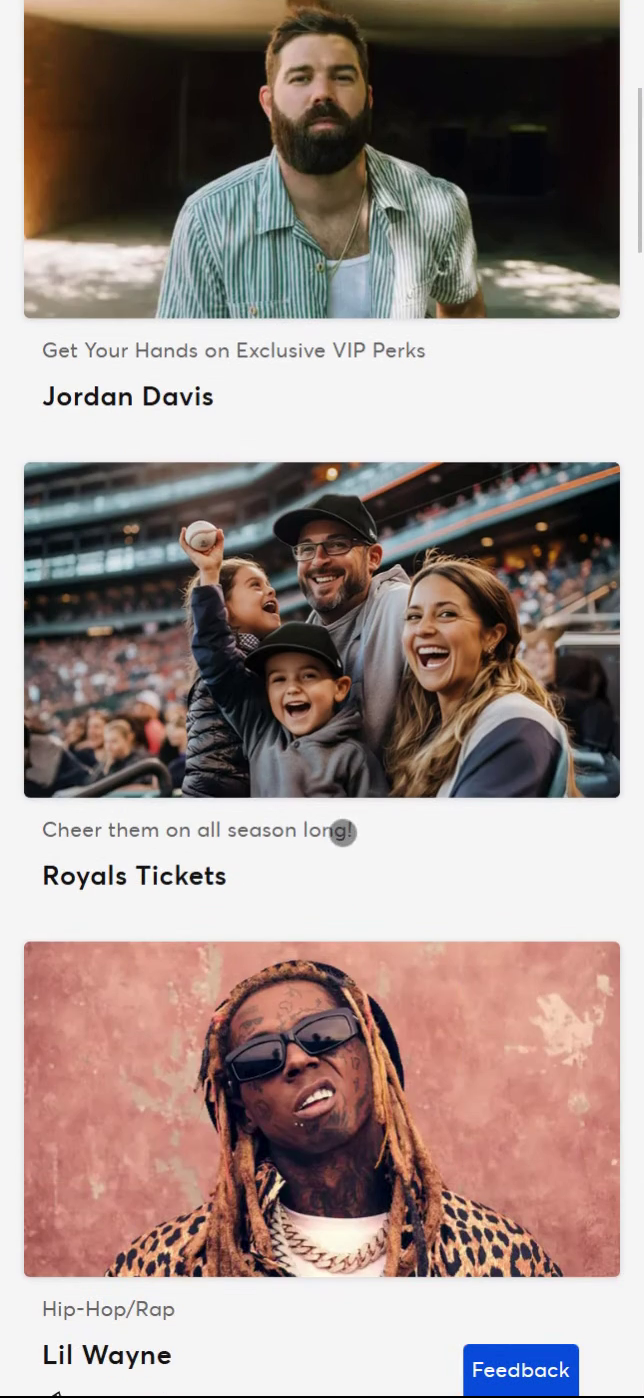 Get Your Hands on Exclusive VIP Perks
Jordan Davis
Cheer them on all season long!
Royals Tickets
Hip-Hop/Rap
Lil Wayne
Feedback